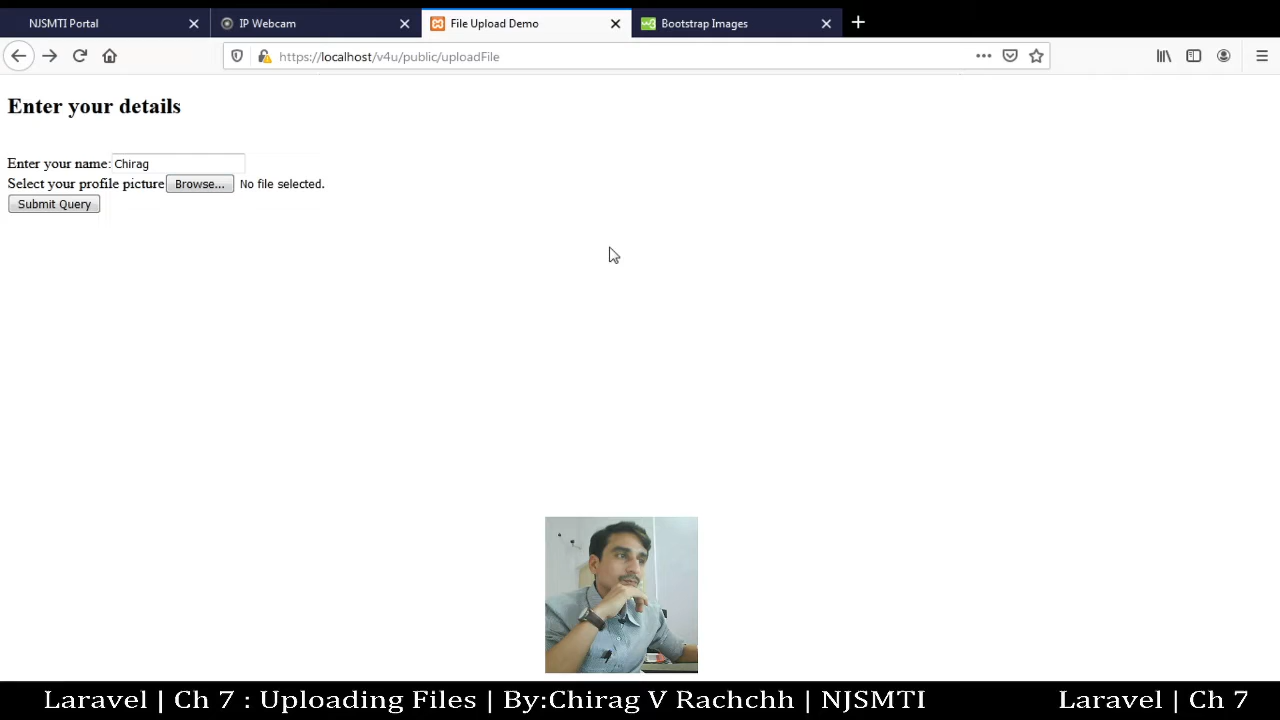 NJSMTI Portal
IP Webcam
File Upload Demo
Bootstrap Images
https://localhost/v4u/public/uploadFile
Enter your details
Enter your name: Chirag
Select your profile picture Browse... No file selected.
Submit Query
Laravel | Ch 7 : Uploading Files | By:Chirag V Rachchh | NJSMTI
Laravel | Ch 7